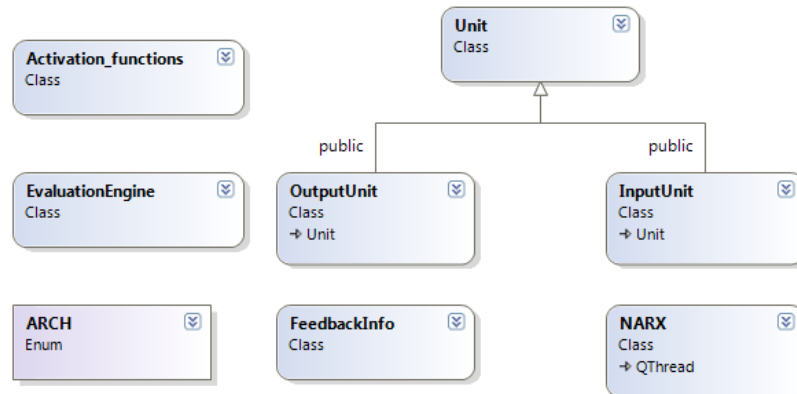 Unit
Class
Activation_functions
Class
public
public
EvaluationEngine
Class
OutputUnit
Class
Unit
InputUnit
Class
Unit
ARCH
Enum
FeedbackInfo
Class
NARX
Class
QThread